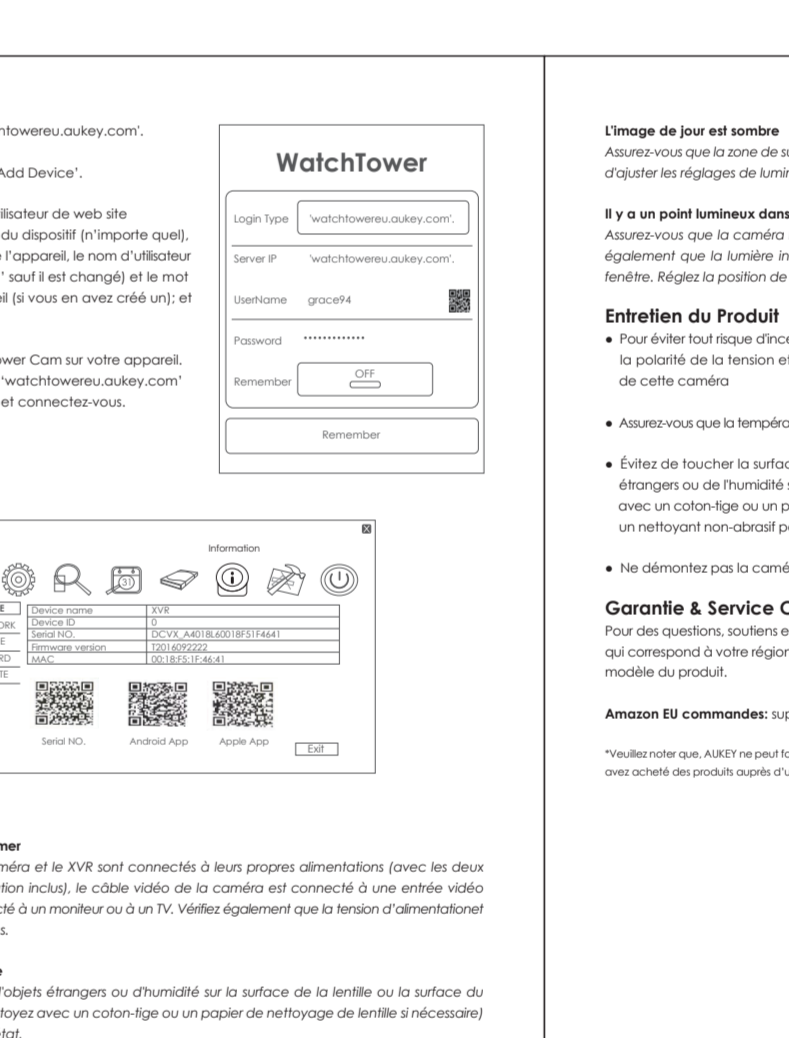 ntowereu.aukey.com'.
Add Device'.
ilisateur de web site
du dispositif (n'importe quel),
l'appareil, le nom d'utilisateur
' sauf il est changé) et le mot
eil (si vous en avez créé un); et
ower Cam sur votre appareil.
'watchtowereu.aukey.com'
et connectez-vous.
WatchTower
Login Type 'watchtowereu.aukey.com'.
Server IP 'watchtowereu.aukey.com'.
UserName grace94
Password •••••••••••••
Remember OFF
Remember
Information
31
E
ORK
E
RD
TE
Device name XVR
Device ID 0
Serial NO. DCVX_A4018L60018F51F4641
Firmware version T2016092222
MAC 00:18:F5:1F:46:41
Serial NO. Android App Apple App
Exit
mer
méra et le XVR sont connectés à leurs propres alimentations (avec les deux
tion inclus), le câble vidéo de la caméra est connecté à une entrée vidéo
cté à un moniteur ou à un TV. Vérifiez également que la tension d'alimentationet
s.
e
l'objets étrangers ou d'humidité sur la surface de la lentille ou la surface du
toyez avec un coton-tige ou un papier de nettoyage de lentille si nécessaire)
état.
L'image de jour est sombre
Assurez-vous que la zone de su
d'ajuster les réglages de lumin
Il y a un point lumineux dans
Assurez-vous que la caméra
également que la lumière in
fenêtre. Réglez la position de
Entretien du Produit
● Pour éviter tout risque d'ince
la polarité de la tension et
de cette caméra
● Assurez-vous que la tempéra
● Évitez de toucher la surfac
étrangers ou de l'humidité s
avec un coton-tige ou un p
un nettoyant non-abrasif po
● Ne démontez pas la camé
Garantie & Service C
Pour des questions, soutiens e
qui correspond à votre région
modèle du produit.
Amazon EU commandes: sup
*Veuillez noter que, AUKEY ne peut fo
avez acheté des produits auprès d'u